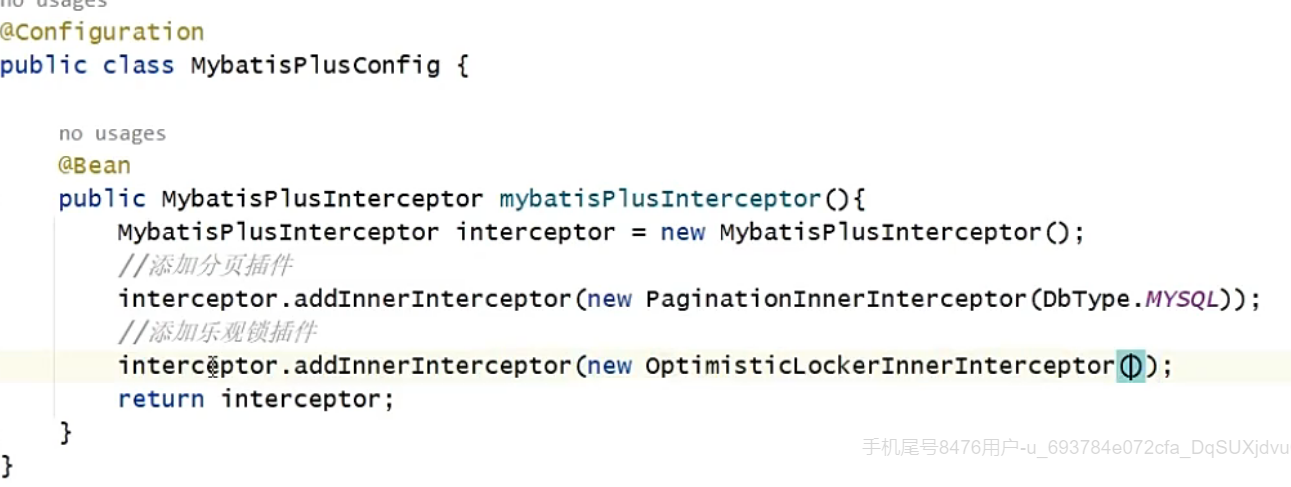 no usages
@Configuration
public class MybatisPlusConfig {
no usages
@Bean
public MybatisPlusInterceptor mybatisPlusInterceptor(){
MybatisPlusInterceptor interceptor = new MybatisPlusInterceptor();
//添加分页插件
interceptor.addInnerInterceptor(new PaginationInnerInterceptor(DbType.MYSQL));
//添加乐观锁插件
interceptor.addInnerInterceptor(new OptimisticLockerInnerInterceptor());
return interceptor;
}
手机尾号8476用户-u_693784e072cfa_DqSUXjdvu
}